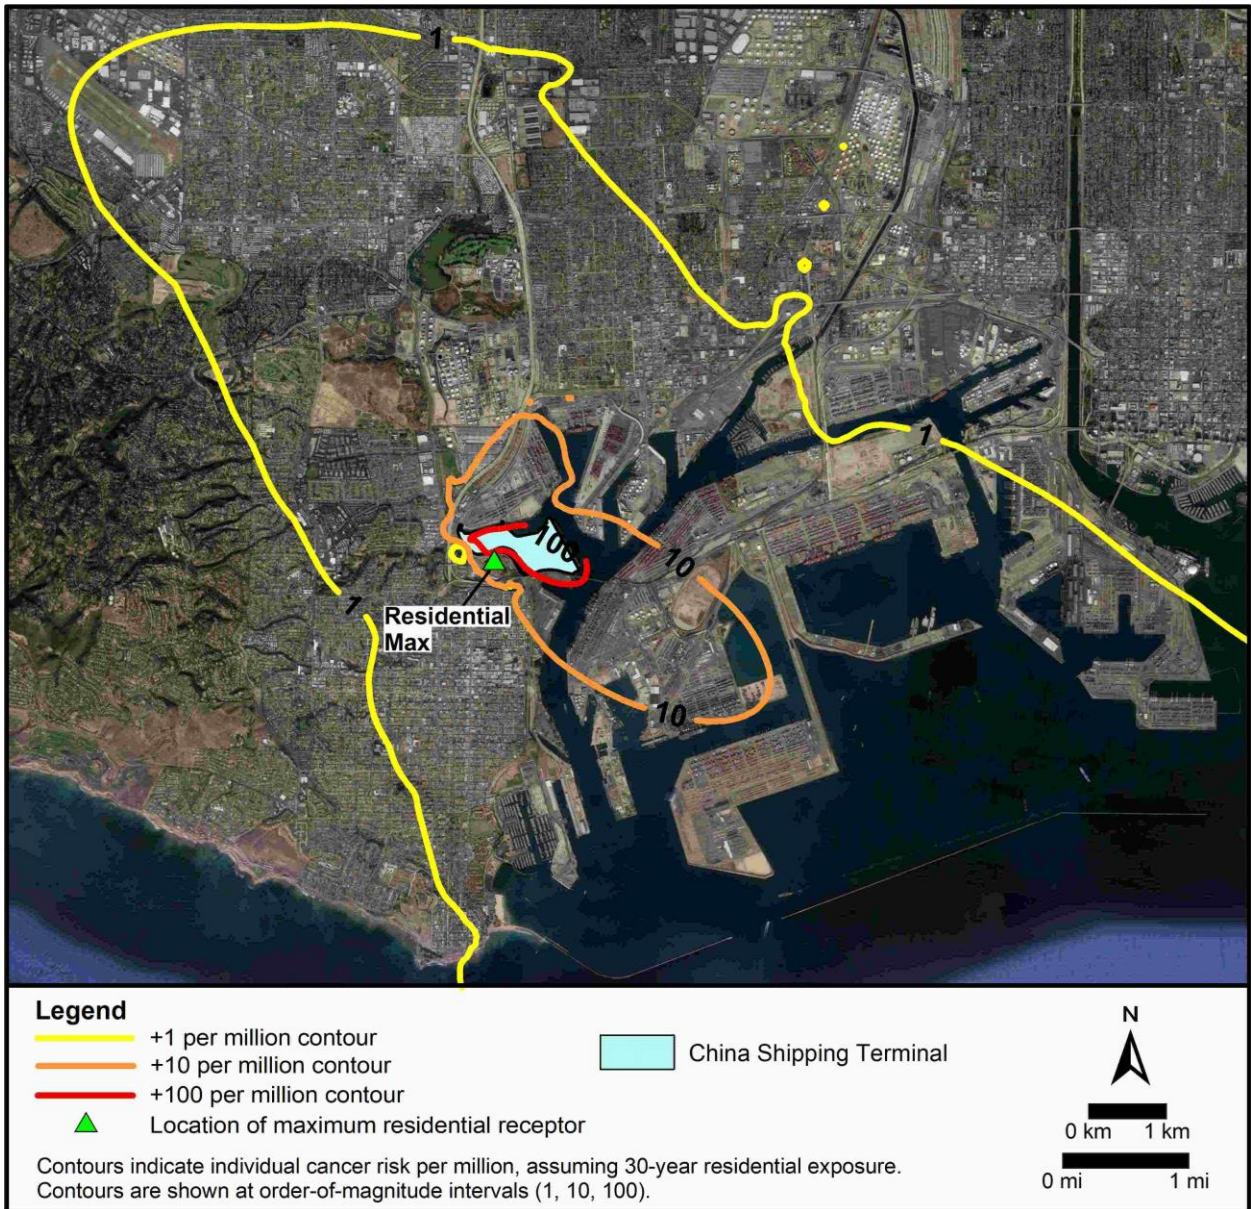 1
1
10
100
1
Residential
Max
10
Legend
+1 per million contour
+10 per million contour
+100 per million contour
Location of maximum residential receptor
China Shipping Terminal
N
0 km 1 km
0 mi 1 mi
Contours indicate individual cancer risk per million, assuming 30-year residential exposure.
Contours are shown at order-of-magnitude intervals (1, 10, 100).